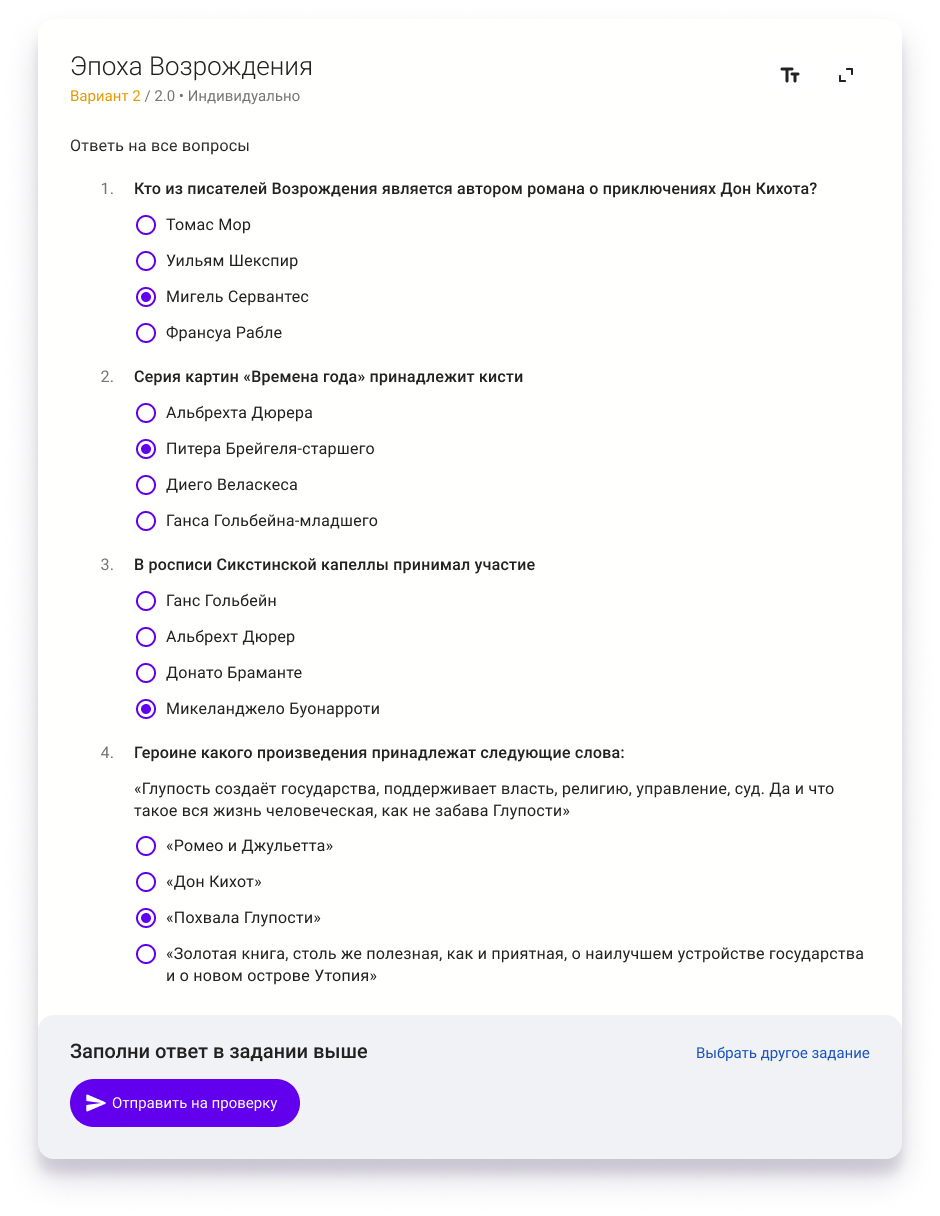 Эпоха Возрождения
Вариант 2 / 2.0 • Индивидуально
Ответь на все вопросы
1. Кто из писателей Возрождения является автором романа о приключениях Дон Кихота?
Томас Мор
Уильям Шекспир
Мигель Сервантес
Франсуа Рабле
2. Серия картин «Времена года» принадлежит кисти
Альбрехта Дюрера
Питера Брейгеля-старшего
Диего Веласкеса
Ганса Гольбейна-младшего
3. В росписи Сикстинской капеллы принимал участие
Ганс Гольбейн
Альбрехт Дюрер
Донато Браманте
Микеланджело Буонарроти
4. Героине какого произведения принадлежат следующие слова:
«Глупость создаёт государства, поддерживает власть, религию, управление, суд. Да и что
такое вся жизнь человеческая, как не забава Глупости»
«Ромео и Джульетта»
«Дон Кихот»
«Похвала Глупости»
«Золотая книга, столь же полезная, как и приятная, о наилучшем устройстве государства
и о новом острове Утопия»
Заполни ответ в задании выше
Выбрать другое задание
Отправить на проверку